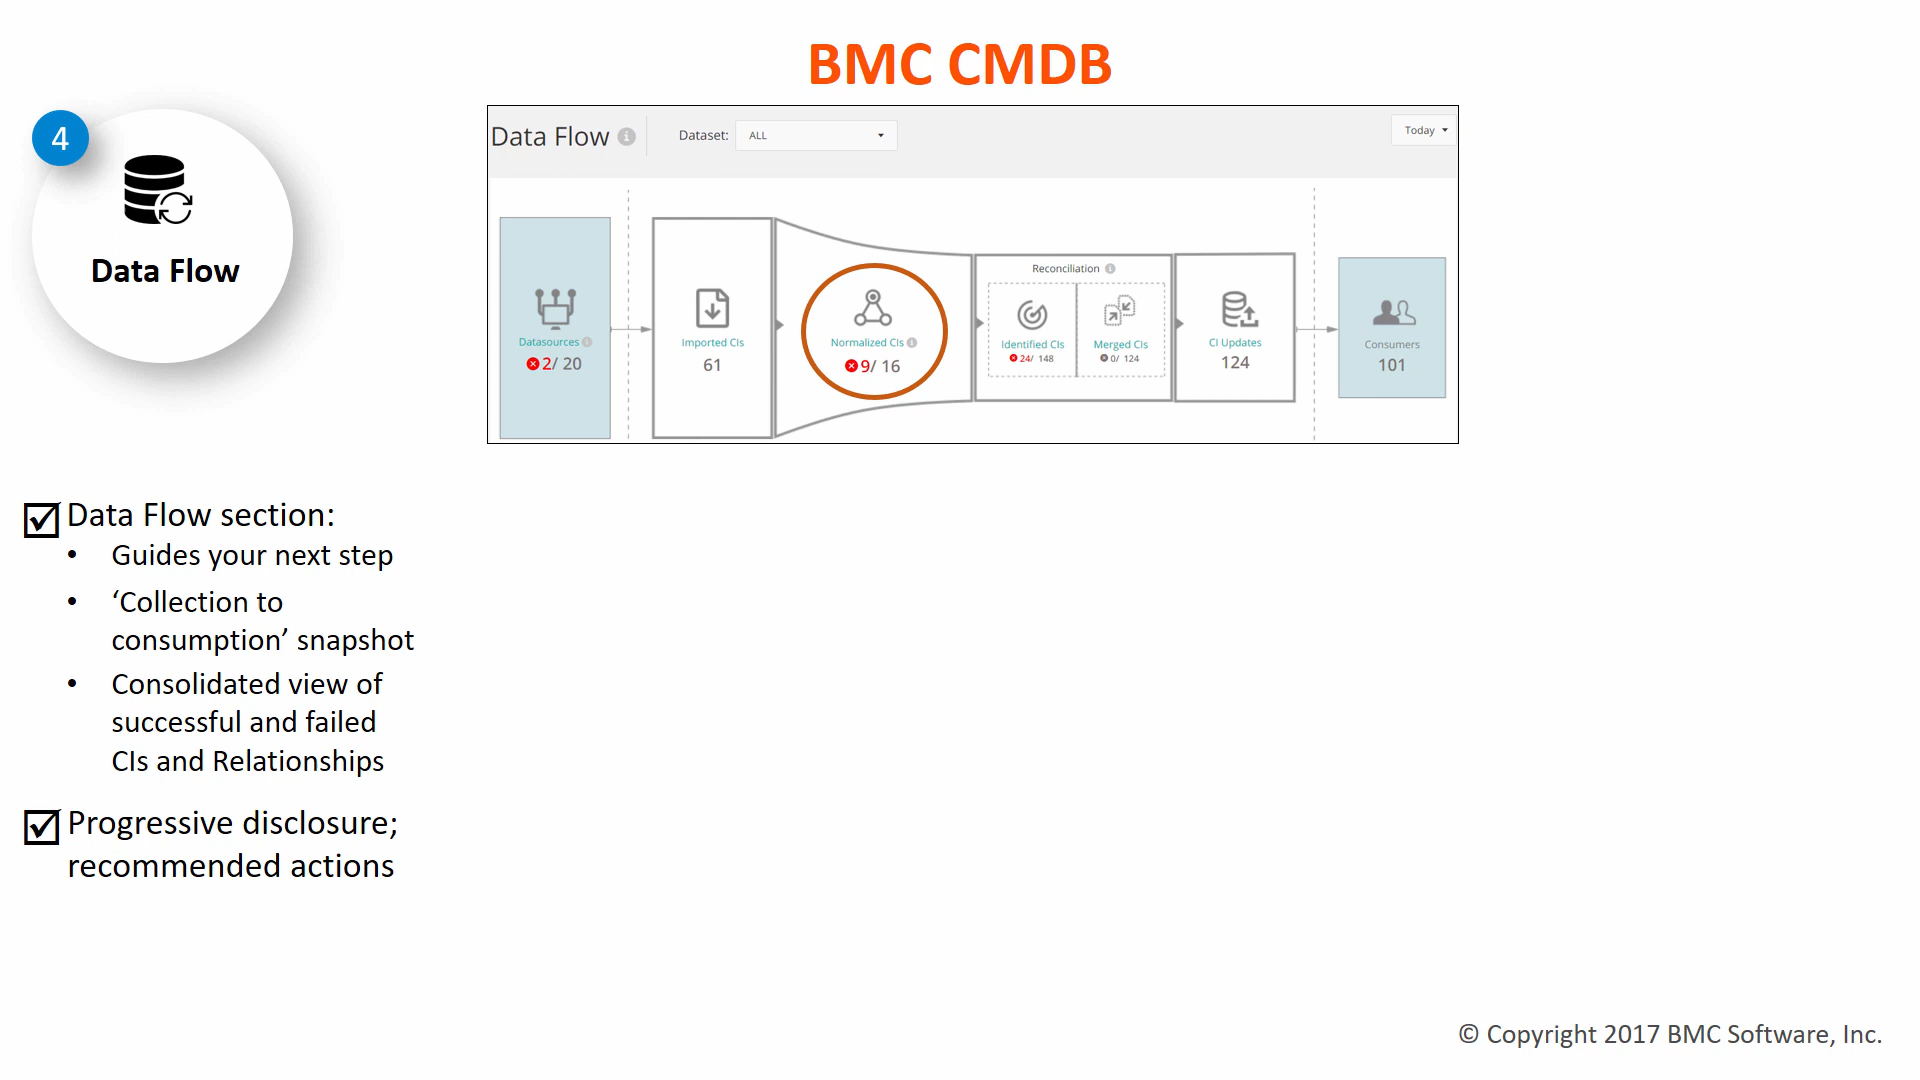 BMC CMDB
4
Data Flow
Data Flow
Dataset:
ALL
Today
Datasources
2/ 20
Imported CIs
61
Normalized CIs
9/ 16
Reconciliation
Identified CIs
24/ 148
Merged CIs
0/ 124
CI Updates
124
Consumers
101
Data Flow section:
• Guides your next step
• ‘Collection to
consumption’ snapshot
• Consolidated view of
successful and failed
CIs and Relationships
Progressive disclosure;
recommended actions
© Copyright 2017 BMC Software, Inc.